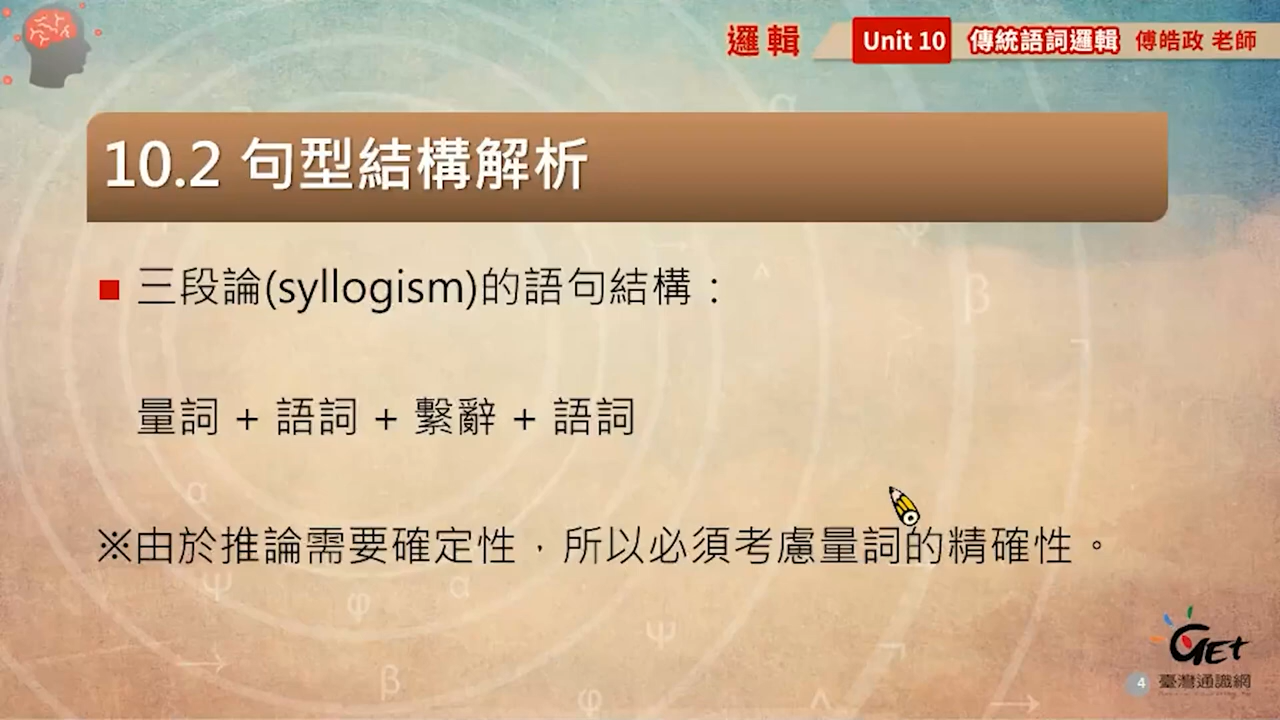 邏輯 Unit 10 傳統語詞邏輯 傅皓政 老師
10.2 句型結構解析
三段論(syllogism)的語句結構：
量詞 + 語詞 + 繫辭 + 語詞
※由於推論需要確定性，所以必須考慮量詞的精確性。
GET
4 臺灣通識網